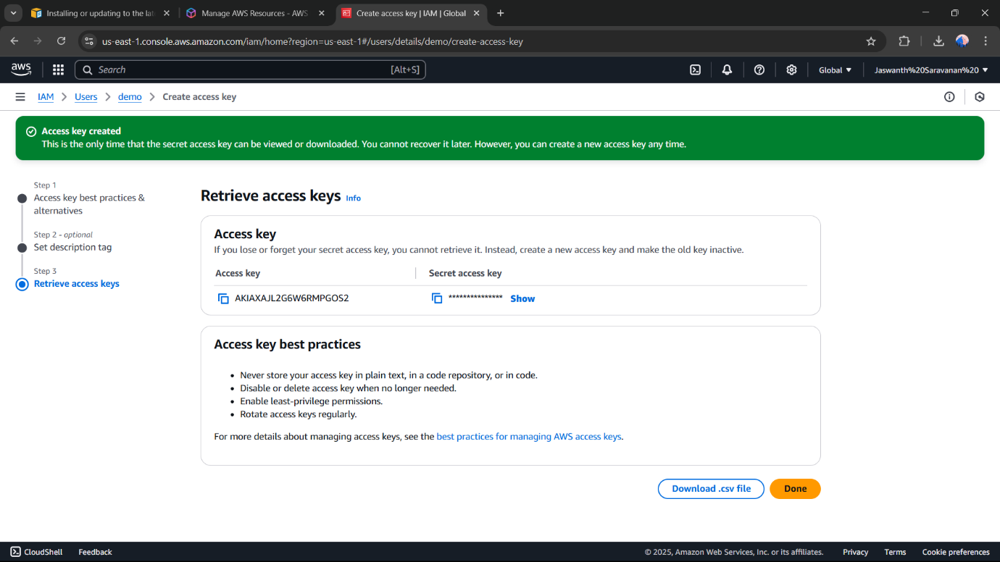 Installing or updating to the lat
Manage AWS Resources - AWS
Create access key | IAM | Global
us-east-1.console.aws.amazon.com/iam/home?region=us-east-1#/users/details/demo/create-access-key
aws
Search
[Alt+S]
Global
Jaswanth%20Saravanan%20
IAM
Users
demo
Create access key
Access key created
This is the only time that the secret access key can be viewed or downloaded. You cannot recover it later. However, you can create a new access key any time.
Step 1
Access key best practices &
alternatives
Step 2 - optional
Set description tag
Step 3
Retrieve access keys
Retrieve access keys Info
Access key
If you lose or forget your secret access key, you cannot retrieve it. Instead, create a new access key and make the old key inactive.
Access key
Secret access key
AKIAXAJL2G6W6RMPGOS2
*************** Show
Access key best practices
• Never store your access key in plain text, in a code repository, or in code.
• Disable or delete access key when no longer needed.
• Enable least-privilege permissions.
• Rotate access keys regularly.
For more details about managing access keys, see the best practices for managing AWS access keys.
Download .csv file
Done
CloudShell
Feedback
© 2025, Amazon Web Services, Inc. or its affiliates.
Privacy
Terms
Cookie preferences